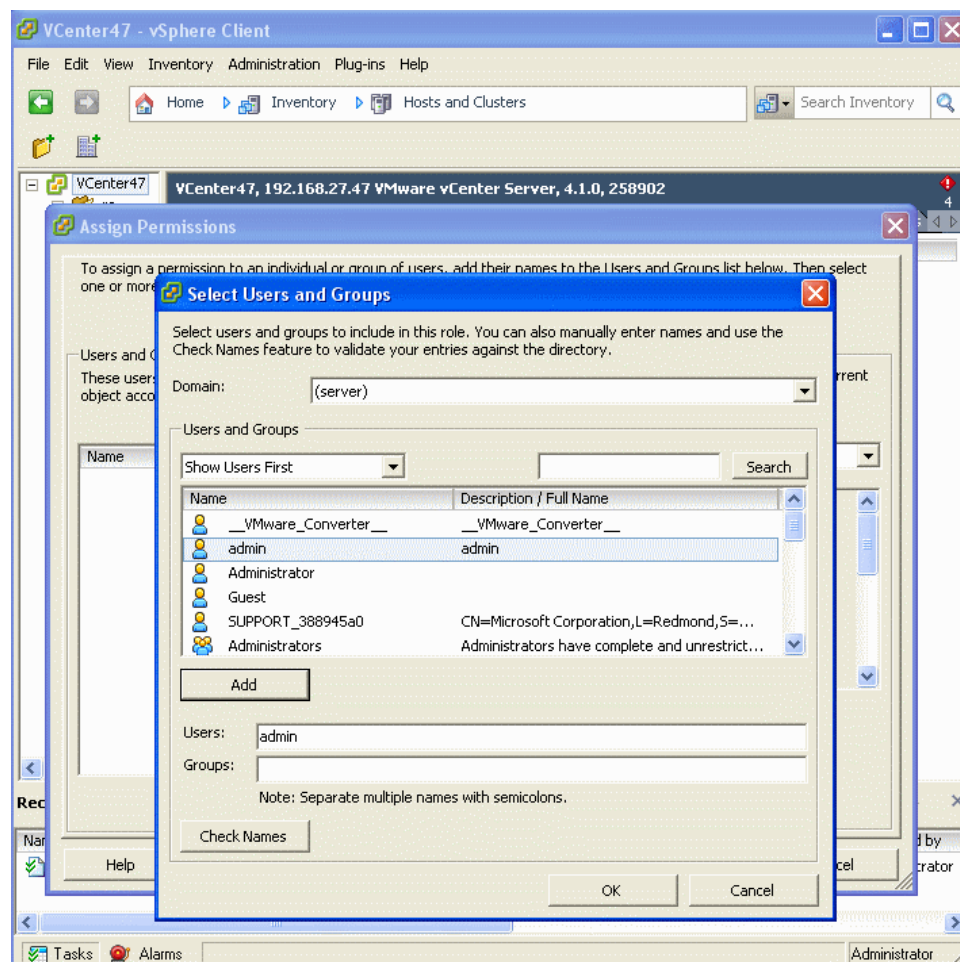 VCenter47 - vSphere Client
File Edit View Inventory Administration Plug-ins Help
Home Inventory Hosts and Clusters Search Inventory
VCenter47
VCenter47, 192.168.27.47 VMware vCenter Server, 4.1.0, 258902
4
Assign Permissions
To assign a permission to an individual or group of users, add their names to the Users and Groups list below. Then select
one or more
Select Users and Groups
Select users and groups to include in this role. You can also manually enter names and use the
Check Names feature to validate your entries against the directory.
Users and G
These user
object acco
rrent
Domain: (server)
Users and Groups
Name
Show Users First Search
Name Description / Full Name
__VMware_Converter__ __VMware_Converter__
admin admin
Administrator
Guest
SUPPORT_388945a0 CN=Microsoft Corporation,L=Redmond,S=...
Administrators Administrators have complete and unrestrict...
Add
Users: admin
Groups:
Note: Separate multiple names with semicolons.
Check Names
Rec
Nar
d by
Help
cel
trator
OK Cancel
Tasks Alarms Administrator